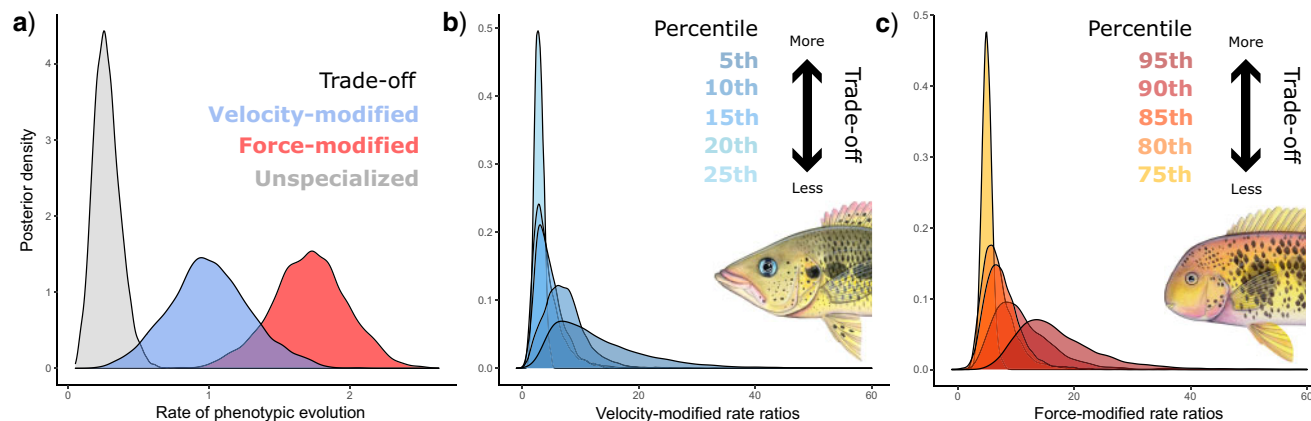 a)
Trade-off
Velocity-modified
Force-modified
Unspecialized
Posterior density
0
1
2
3
4
0 1 2
Rate of phenotypic evolution
b)
Percentile
5th
10th
15th
20th
25th
More
Trade-off
Less
0.0
0.1
0.2
0.3
0.4
0.5
0 20 40 60
Velocity-modified rate ratios
c)
Percentile
95th
90th
85th
80th
75th
More
Trade-off
Less
0.0
0.1
0.2
0.3
0.4
0.5
0 20 40 60
Force-modified rate ratios